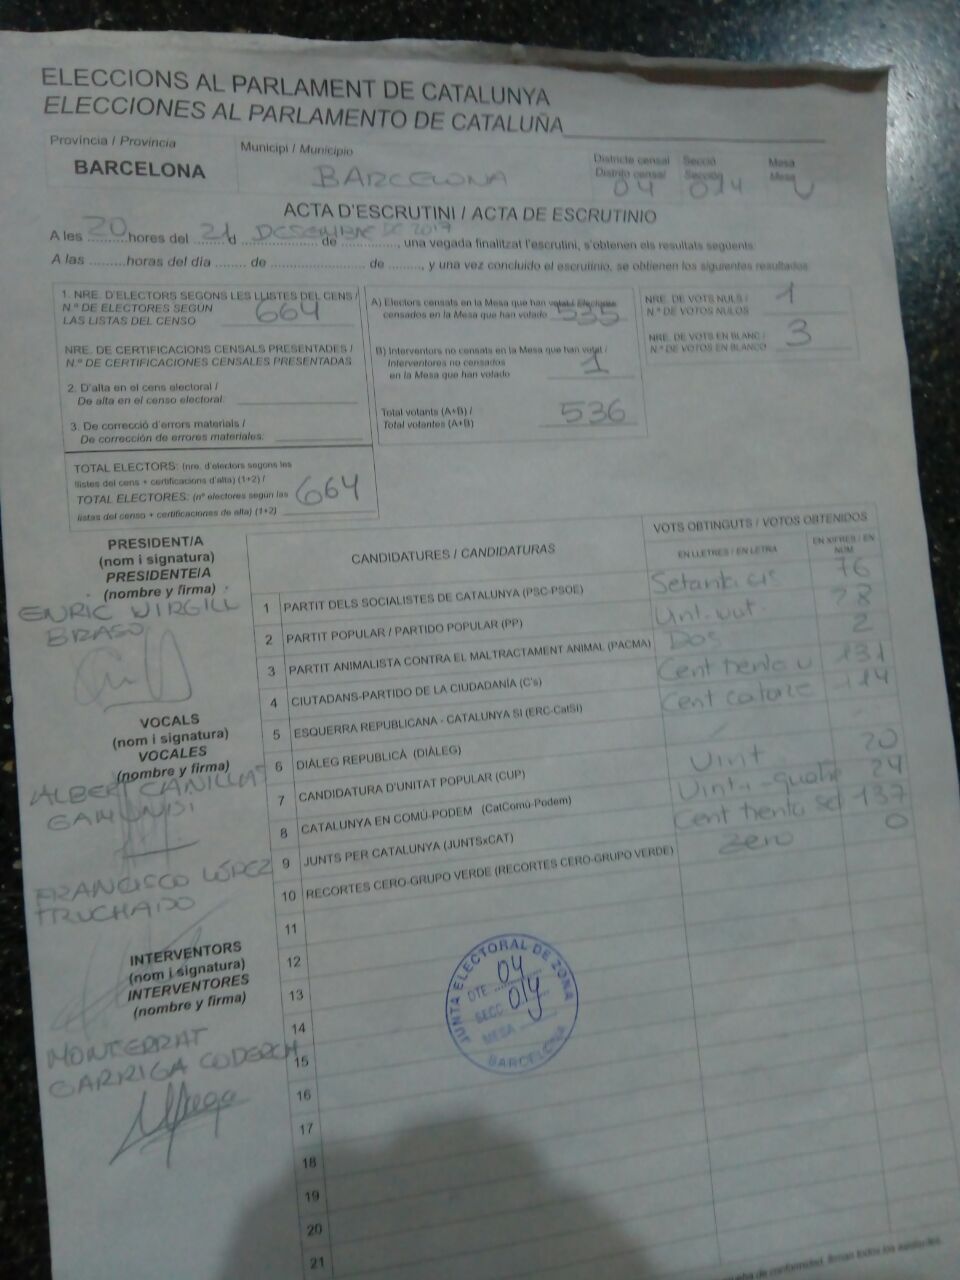 ELECCIONS AL PARLAMENT DE CATALUNYA
ELECCIONES AL PARLAMENTO DE CATALUÑA
Província / Provincia
BARCELONA
Municipi / Municipio
BARCELONA
Districte censal
Distrito censal
04
Secció
Sección
014
Mesa
Mesa
U
ACTA D'ESCRUTINI / ACTA DE ESCRUTINIO
A les 20 hores del 21 d DESEMBRE de 2017, una vegada finalitzat l'escrutini, s'obtenen els resultats següents
A las .........horas del día ........ de ............................... de ........, y una vez concluido el escrutinio, se obtienen los siguientes resultados
1. NRE. D'ELECTORS SEGONS LES LLISTES DEL CENS /
N.º DE ELECTORES SEGÚN
LAS LISTAS DEL CENSO
664
NRE. DE CERTIFICACIONS CENSALS PRESENTADES /
N.º DE CERTIFICACIONES CENSALES PRESENTADAS
2. D'alta en el cens electoral /
De alta en el censo electoral:
3. De correcció d'errors materials /
De corrección de errores materiales:
TOTAL ELECTORS: (nre. d'electors segons les
llistes del cens + certificacions d'alta) (1+2) /
TOTAL ELECTORES: (nº electores según las
listas del censo + certificaciones de alta) (1+2)
664
A) Electors censats en la Mesa que han votat / Electores
censados en la Mesa que han votado
535
B) Interventors no censats en la Mesa que han votat /
Interventores no censados
en la Mesa que han votado
1
Total votants (A+B) /
Total votantes (A+B)
536
NRE. DE VOTS NULS /
N.º DE VOTOS NULOS
1
NRE. DE VOTS EN BLANC /
N.º DE VOTOS EN BLANCO
3
PRESIDENT/A
(nom i signatura)
PRESIDENTE/A
(nombre y firma)
ENRIC VIRGILI
BRASO
VOCALS
(nom i signatura)
VOCALES
(nombre y firma)
ALBERT CANILLAS
FRANCISCO LÓPEZ
TRUCHADO
INTERVENTORS
(nom i signatura)
INTERVENTORES
(nombre y firma)
MONTERRAT
GARRIGA CODERCH
CANDIDATURES / CANDIDATURAS
VOTS OBTINGUTS / VOTOS OBTENIDOS
EN LLETRES / EN LETRA
EN XIFRES / EN NUM
1 PARTIT DELS SOCIALISTES DE CATALUNYA (PSC-PSOE) Setanta sis 76
2 PARTIT POPULAR / PARTIDO POPULAR (PP) Vint-vuit 28
3 PARTIT ANIMALISTA CONTRA EL MALTRACTAMENT ANIMAL (PACMA) Dos 2
4 CIUTADANS-PARTIDO DE LA CIUDADANÍA (C's) Cent trenta u 131
5 ESQUERRA REPUBLICANA - CATALUNYA SÍ (ERC-CatSí) Cent catorze 114
6 DIÀLEG REPUBLICÀ (DIÀLEG)
7 CANDIDATURA D'UNITAT POPULAR (CUP) Vint 20
8 CATALUNYA EN COMÚ-PODEM (CatComú-Podem) Vint-i-quatre 24
9 JUNTS PER CATALUNYA (JUNTSxCAT) Cent trenta set 137
10 RECORTES CERO-GRUPO VERDE (RECORTES CERO-GRUPO VERDE) Zero 0
11
12
13
14
15
16
17
18
19
20
21
JUNTA ELECTORAL DE ZONA
DTE. 04
SECC. 014
MESA U
BARCELONA
de conformidad, firman todos los asistentes.